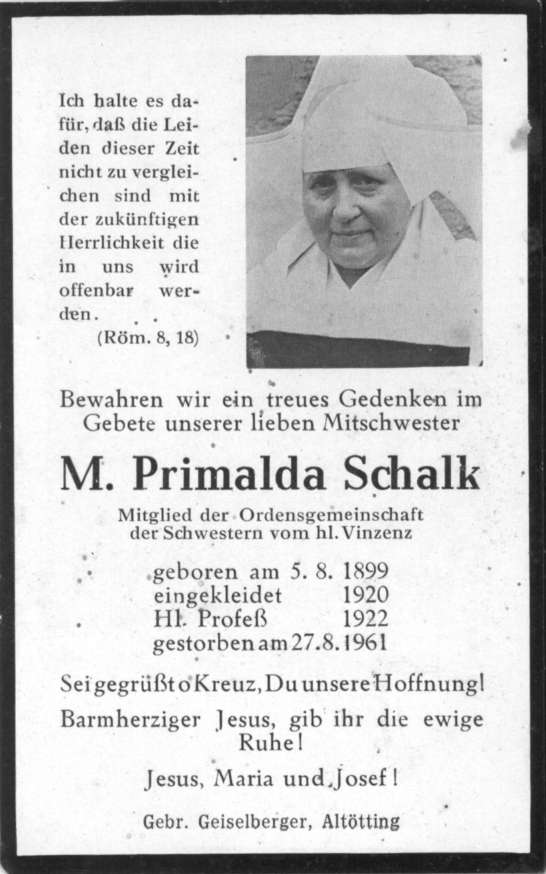 Ich halte es da-
für, daß die Lei-
den dieser Zeit
nicht zu verglei-
chen sind mit
der zukünftigen
Herrlichkeit die
in uns wird
offenbar wer-
den.
(Röm. 8, 18)
Bewahren wir ein treues Gedenken im
Gebete unserer lieben Mitschwester
M. Primalda Schalk
Mitglied der Ordensgemeinschaft
der Schwestern vom hl. Vinzenz
geboren am 5. 8. 1899
eingekleidet 1920
Hl. Profeß 1922
gestorben am 27.8.1961
Sei gegrüßt o Kreuz, Du unsere Hoffnung!
Barmherziger Jesus, gib ihr die ewige
Ruhe!
Jesus, Maria und Josef!
Gebr. Geiselberger, Altötting